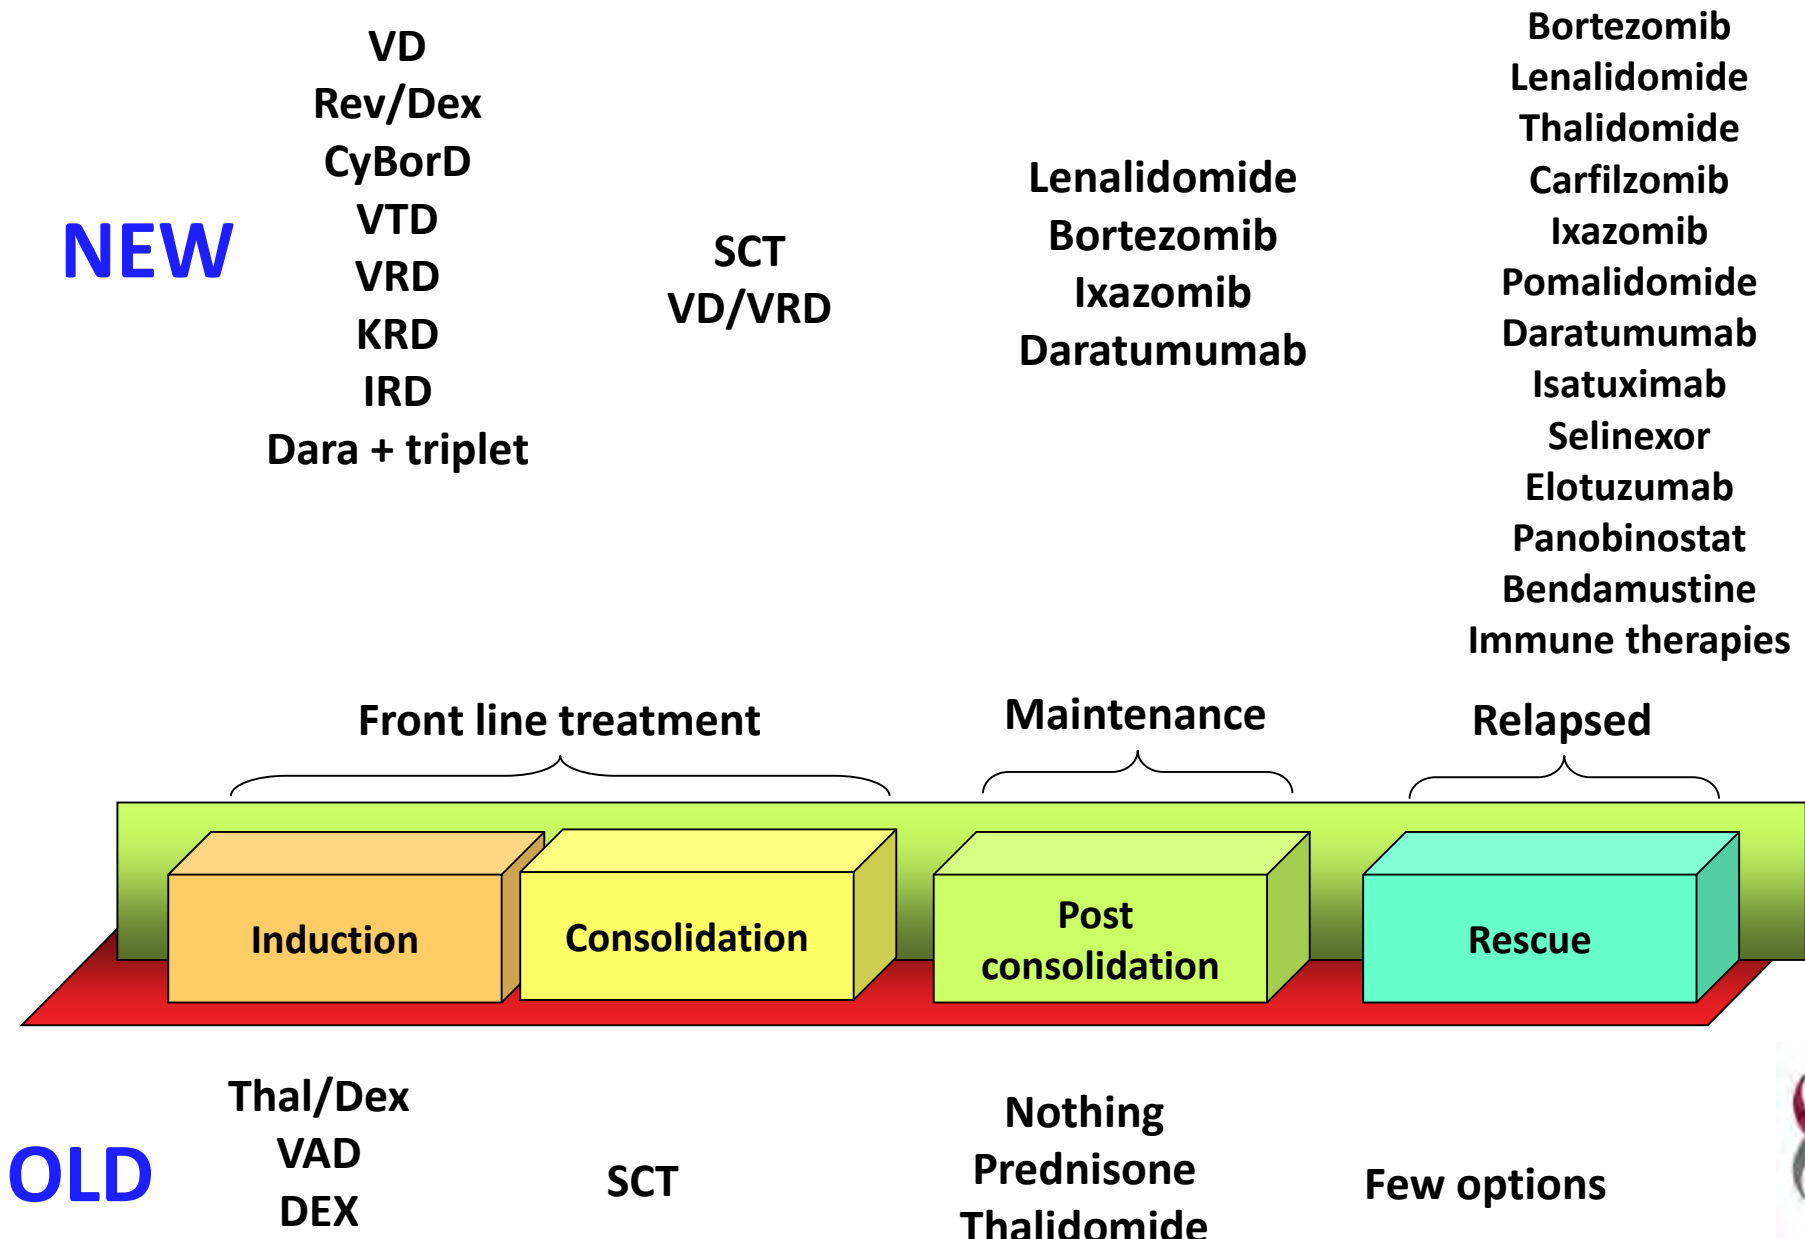 NEW
VD
Rev/Dex
CyBorD
VTD
VRD
KRD
IRD
Dara + triplet
SCT
VD/VRD
Lenalidomide
Bortezomib
Ixazomib
Daratumumab
Bortezomib
Lenalidomide
Thalidomide
Carfilzomib
Ixazomib
Pomalidomide
Daratumumab
Isatuximab
Selinexor
Elotuzumab
Panobinostat
Bendamustine
Immune therapies
Front line treatment
Maintenance
Relapsed
Induction
Consolidation
Post
consolidation
Rescue
OLD
Thal/Dex
VAD
DEX
SCT
Nothing
Prednisone
Thalidomide
Few options